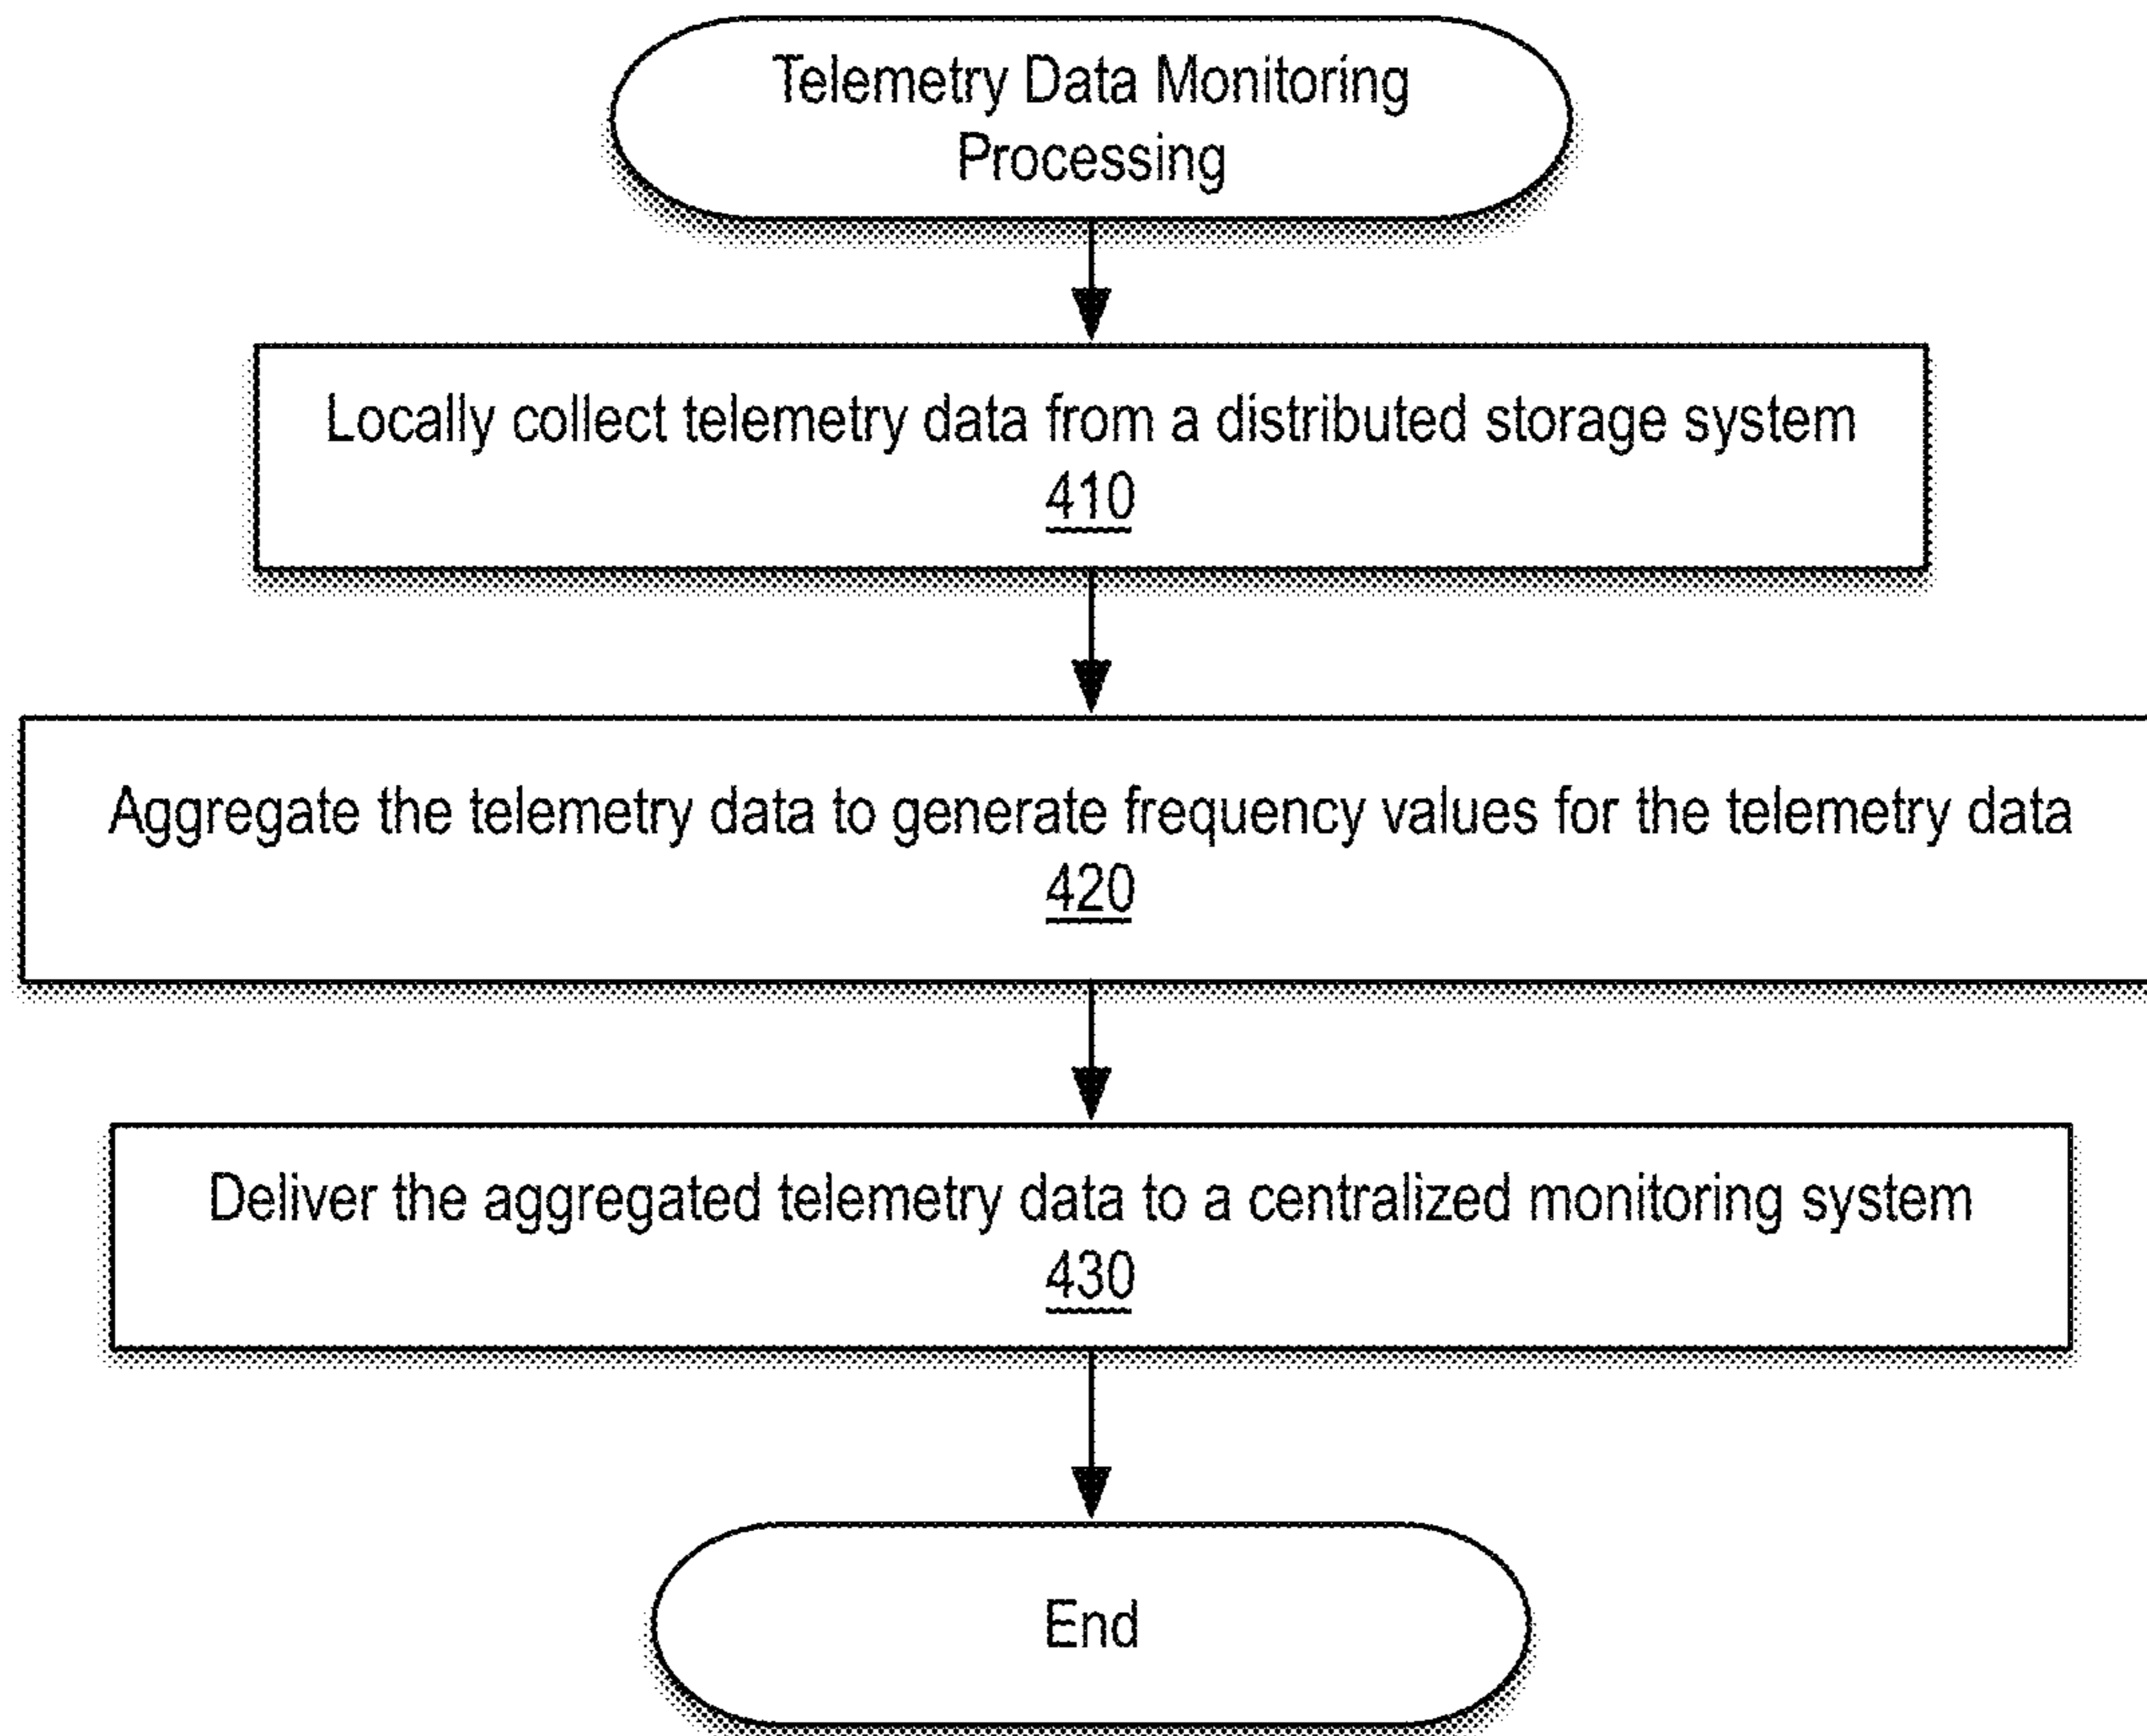 Telemetry Data Monitoring
Processing
Locally collect telemetry data from a distributed storage system
410
Aggregate the telemetry data to generate frequency values for the telemetry data
420
Deliver the aggregated telemetry data to a centralized monitoring system
430
End